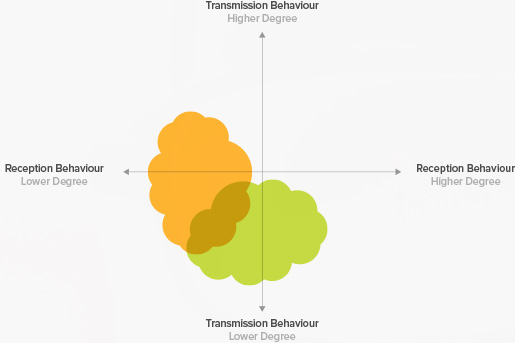 Transmission Behaviour
Higher Degree
Reception Behaviour
Lower Degree
Reception Behaviour
Higher Degree
Transmission Behaviour
Lower Degree